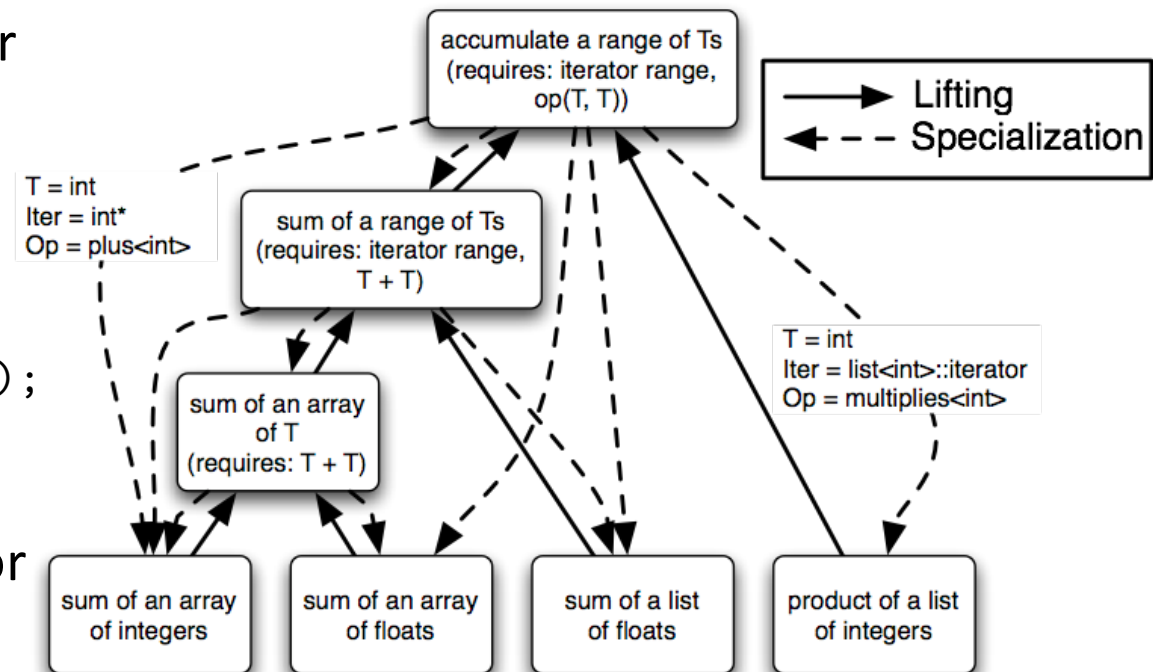 r
accumulate a range of Ts
(requires: iterator range,
op(T, T))
Lifting
Specialization
T = int
Iter = int*
Op = plus<int>
sum of a range of Ts
(requires: iterator range,
T + T)
T = int
Iter = list<int>::iterator
Op = multiplies<int>
);
sum of an array
of T
(requires: T + T)
or
sum of an array
of integers
sum of an array
of floats
sum of a list
of floats
product of a list
of integers